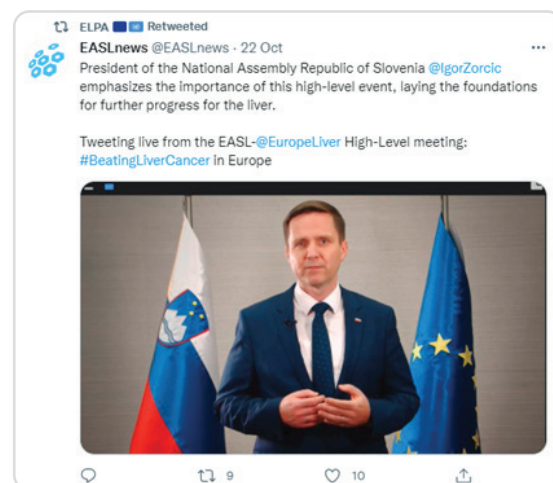 ELPA Retweeted
EASLnews @EASLnews · 22 Oct
President of the National Assembly Republic of Slovenia @IgorZorcic
emphasizes the importance of this high-level event, laying the foundations
for further progress for the liver.
Tweeting live from the EASL-@EuropeLiver High-Level meeting:
#BeatingLiverCancer in Europe
9 10